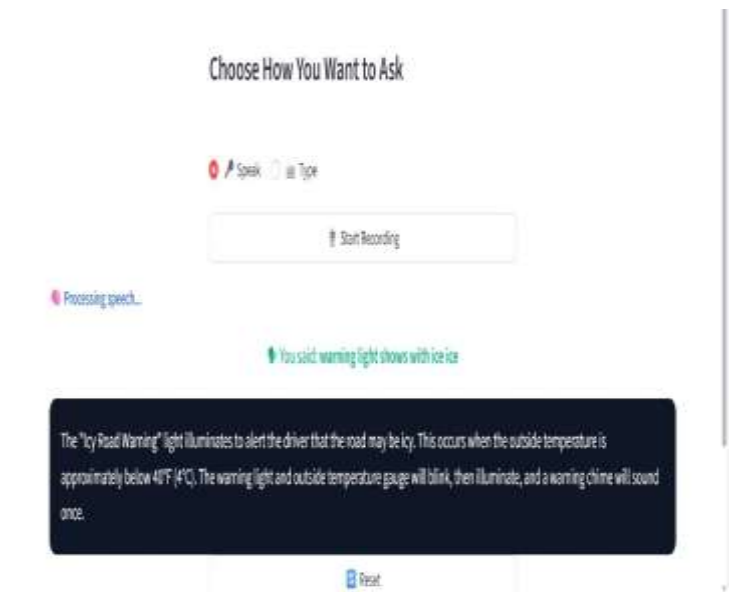 Choose How You Want to Ask
Speak Type
Start Recording
Processing speech...
You said: warning light shows with ice ice
The "Icy Road Warning" light illuminates to alert the driver that the road may be icy. This occurs when the outside temperature is
approximately below 40°F (4°C). The warning light and outside temperature gauge will blink, then illuminate, and a warning chime will sound
once.
Reset